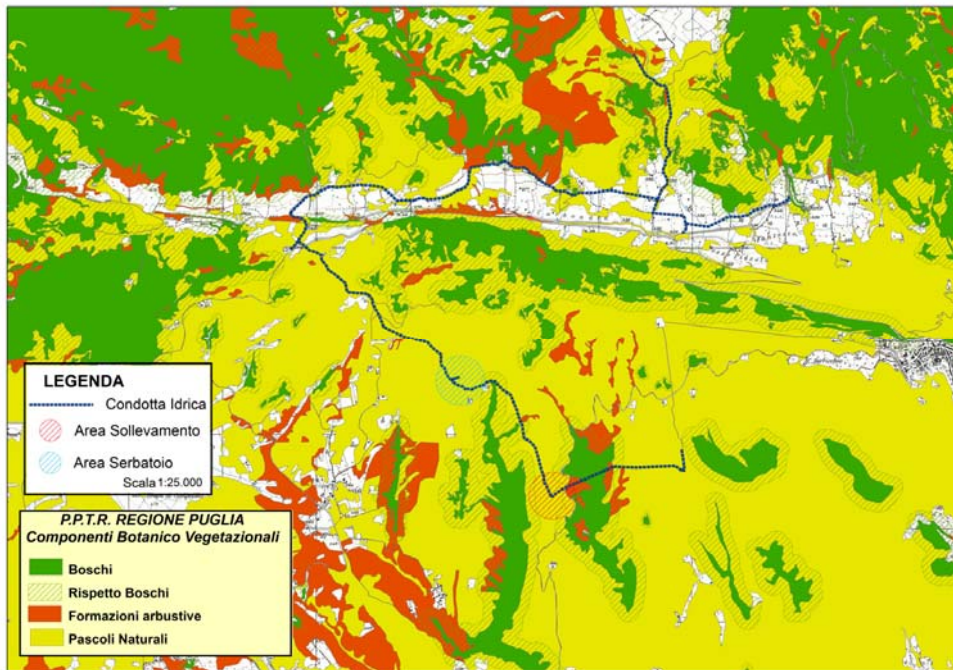 LEGENDA
Condotta Idrica
Area Sollevamento
Area Serbatoio
Scala 1:25.000
P.P.T.R. REGIONE PUGLIA
Componenti Botanico Vegetazionali
Boschi
Rispetto Boschi
Formazioni arbustive
Pascoli Naturali